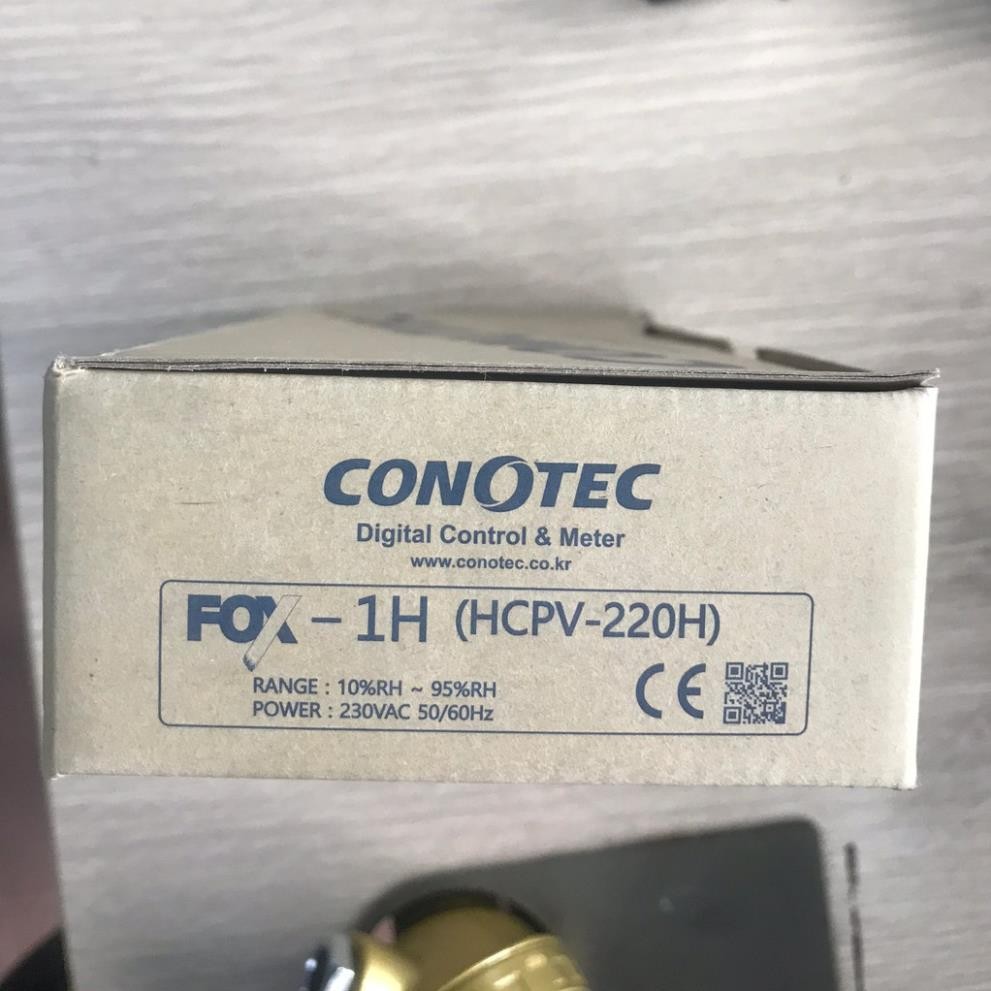 CONOTEC
Digital Control & Meter
www.conotec.co.kr
FOX - 1H (HCPV-220H)
RANGE : 10%RH ~ 95%RH
POWER : 230VAC 50/60Hz
CE